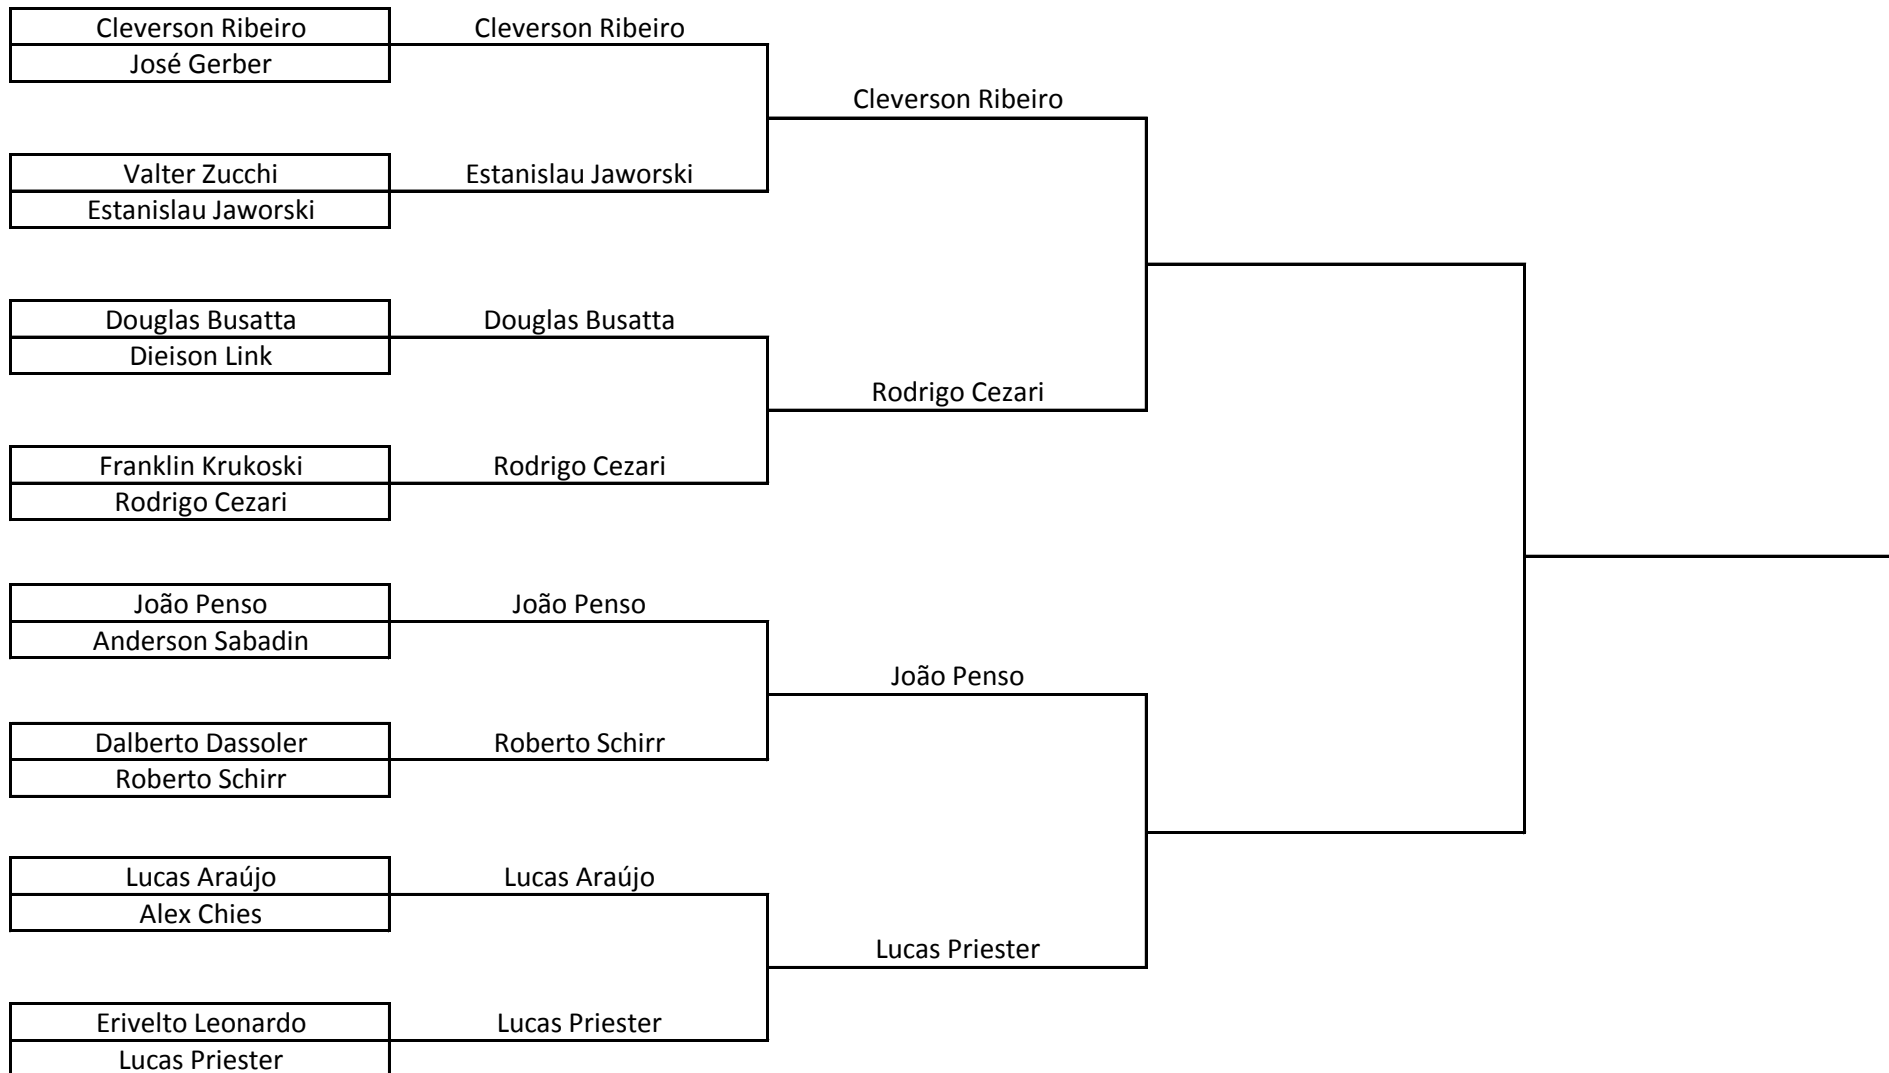 Cleverson Ribeiro
Cleverson Ribeiro
José Gerber
Cleverson Ribeiro
Valter Zucchi
Estanislau Jaworski
Estanislau Jaworski
Douglas Busatta
Douglas Busatta
Dieison Link
Rodrigo Cezari
Franklin Krukoski
Rodrigo Cezari
Rodrigo Cezari
João Penso
João Penso
Anderson Sabadin
João Penso
Dalberto Dassoler
Roberto Schirr
Roberto Schirr
Lucas Araújo
Lucas Araújo
Alex Chies
Lucas Priester
Erivelto Leonardo
Lucas Priester
Lucas Priester